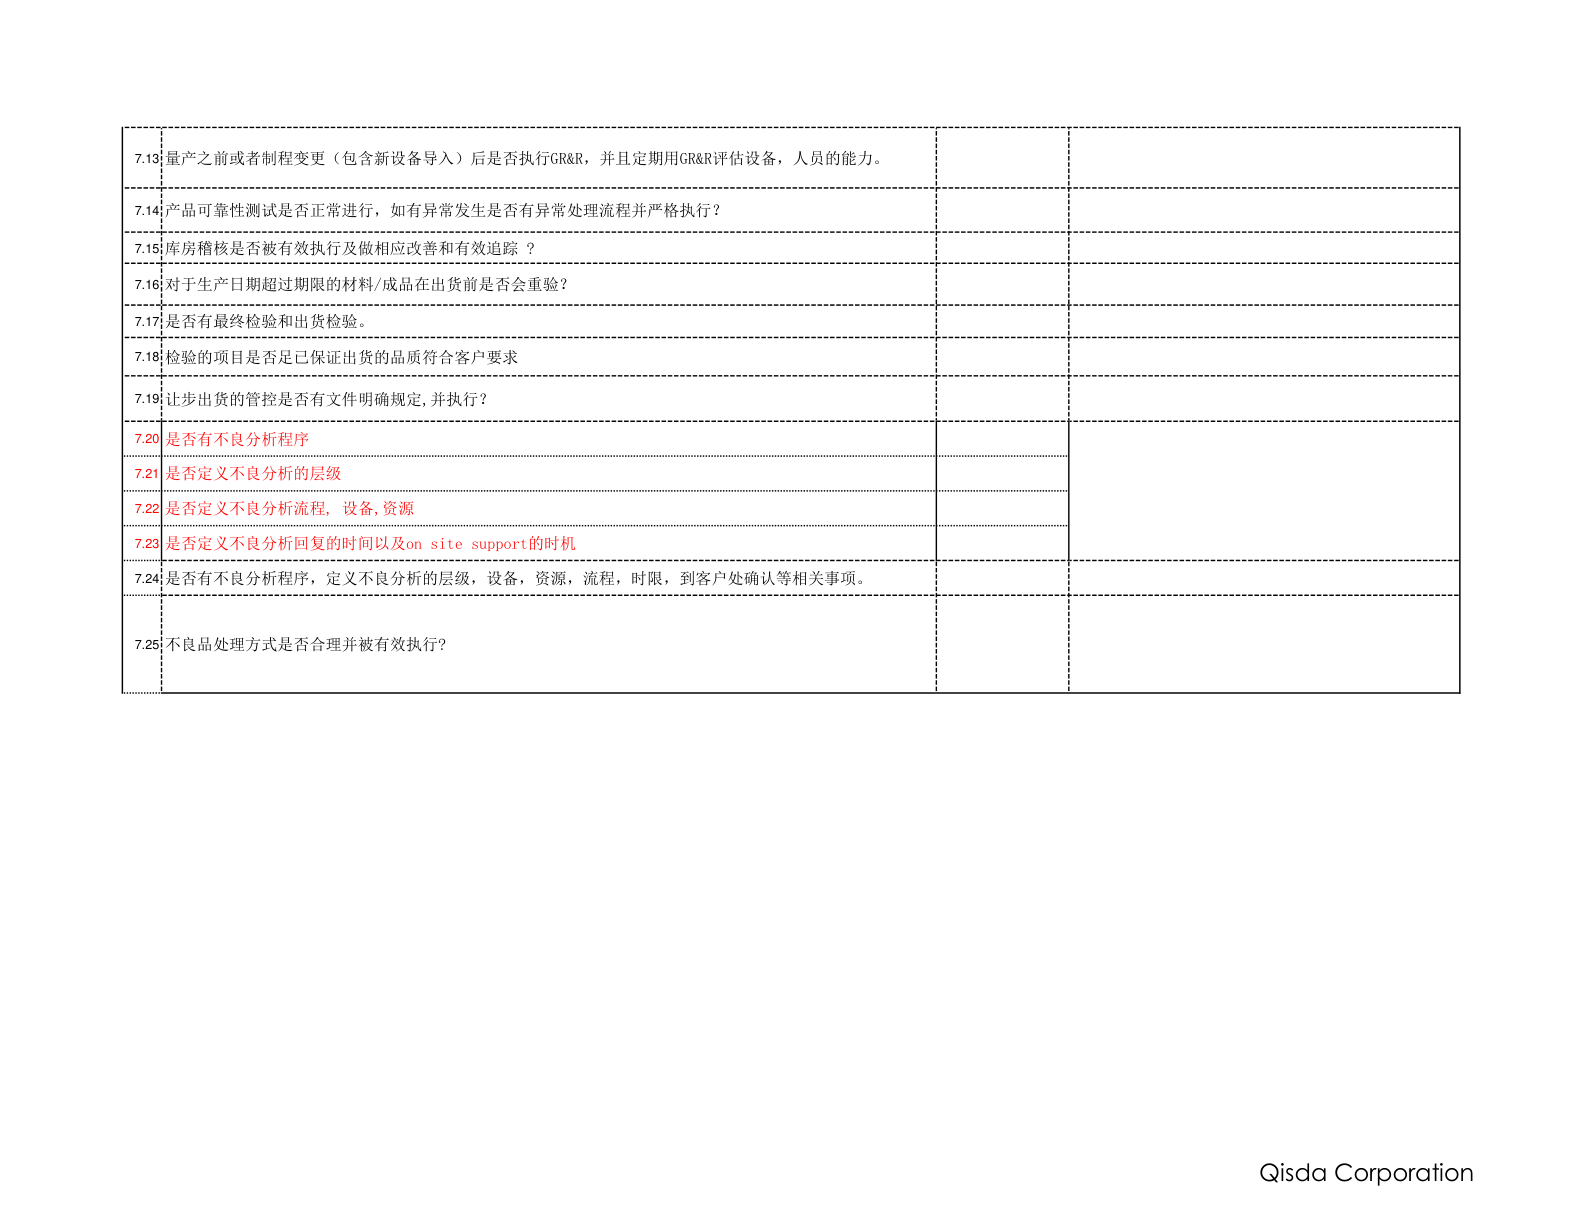 7.13 量产之前或者制程变更（包含新设备导入）后是否执行GR&R，并且定期用GR&R评估设备，人员的能力。
7.14 产品可靠性测试是否正常进行，如有异常发生是否有异常处理流程并严格执行？
7.15 库房稽核是否被有效执行及做相应改善和有效追踪 ?
7.16 对于生产日期超过期限的材料/成品在出货前是否会重验？
7.17 是否有最终检验和出货检验。
7.18 检验的项目是否足已保证出货的品质符合客户要求
7.19 让步出货的管控是否有文件明确规定,并执行？
7.20 是否有不良分析程序
7.21 是否定义不良分析的层级
7.22 是否定义不良分析流程, 设备,资源
7.23 是否定义不良分析回复的时间以及on site support的时机
7.24 是否有不良分析程序，定义不良分析的层级，设备，资源，流程，时限，到客户处确认等相关事项。
7.25 不良品处理方式是否合理并被有效执行?
Qisda Corporation